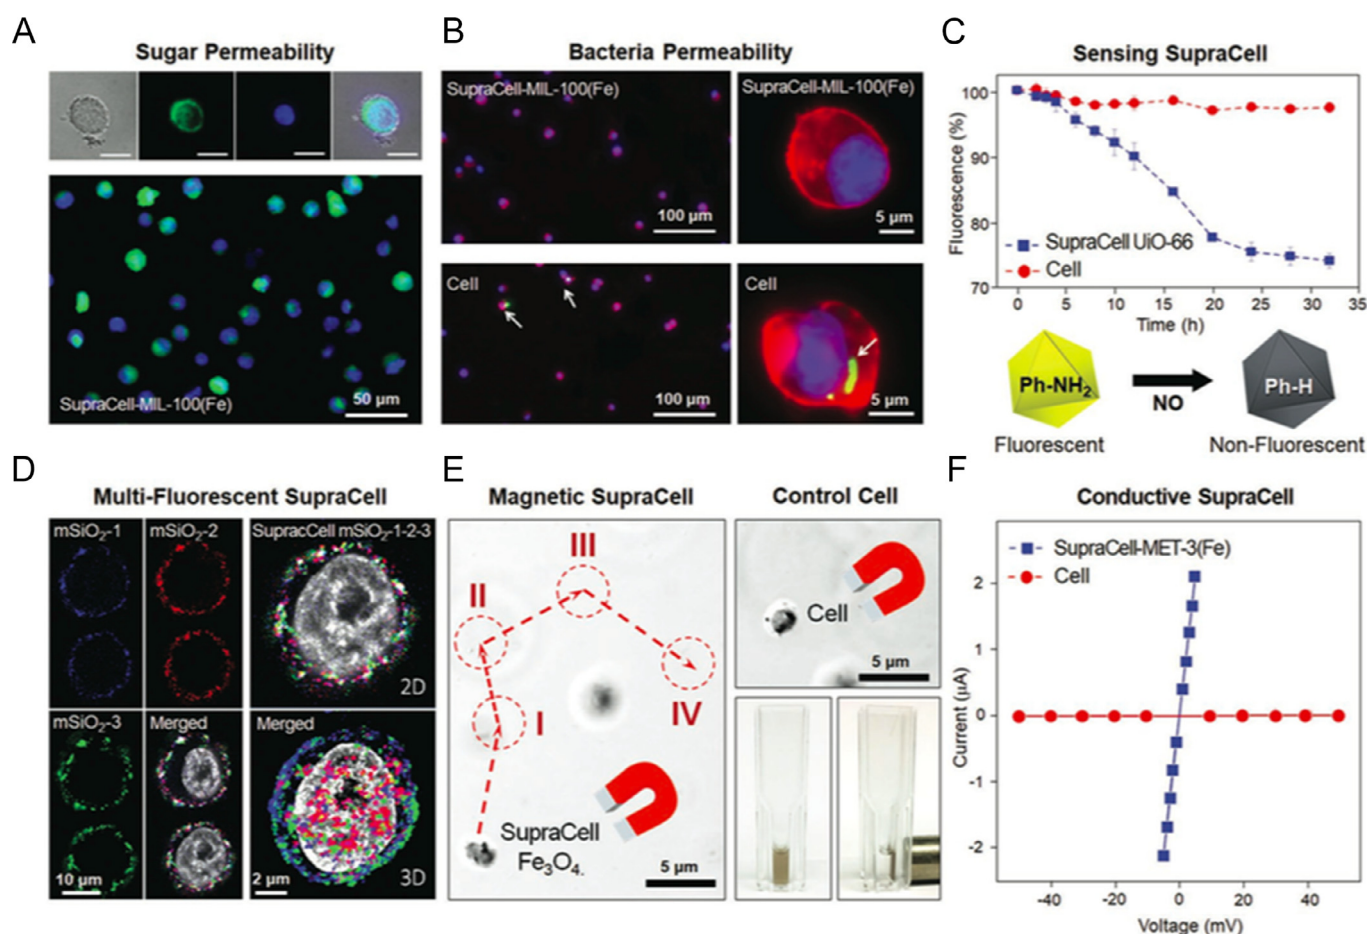 A
Sugar Permeability
SupraCell-MIL-100(Fe)
50 µm
B
Bacteria Permeability
SupraCell-MIL-100(Fe)
100 µm
SupraCell-MIL-100(Fe)
5 µm
Cell
100 µm
Cell
5 µm
C
Sensing SupraCell
Fluorescence (%)
100
90
80
70
SupraCell UiO-66
Cell
0 5 10 15 20 25 30 35
Time (h)
Ph-NH2
NO
Ph-H
Fluorescent
Non-Fluorescent
D
Multi-Fluorescent SupraCell
mSiO2-1
mSiO2-2
SupracCell mSiO2-1-2-3
2D
mSiO2-3
Merged
Merged
10 µm
2 µm
3D
E
Magnetic SupraCell
III
II
I
IV
SupraCell
Fe3O4.
5 µm
Control Cell
Cell
5 µm
F
Conductive SupraCell
SupraCell-MET-3(Fe)
Cell
Current (µA)
2
1
0
-1
-2
-40 -20 0 20 40
Voltage (mV)